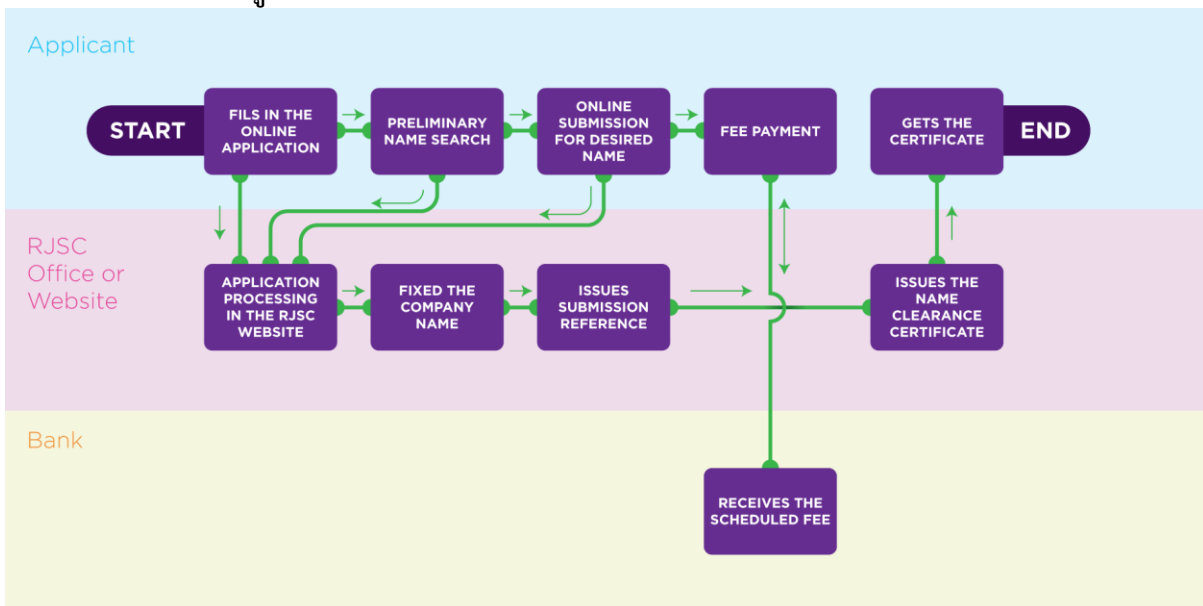 Applicant
START
FILS IN THE
ONLINE
APPLICATION
PRELIMINARY
NAME SEARCH
ONLINE
SUBMISSION
FOR DESIRED
NAME
FEE PAYMENT
GETS THE
CERTIFICATE
END
RJSC
Office or
Website
APPLICATION
PROCESSING
IN THE RJSC
WEBSITE
FIXED THE
COMPANY
NAME
ISSUES
SUBMISSION
REFERENCE
ISSUES THE
NAME
CLEARANCE
CERTIFICATE
Bank
RECEIVES THE
SCHEDULED FEE